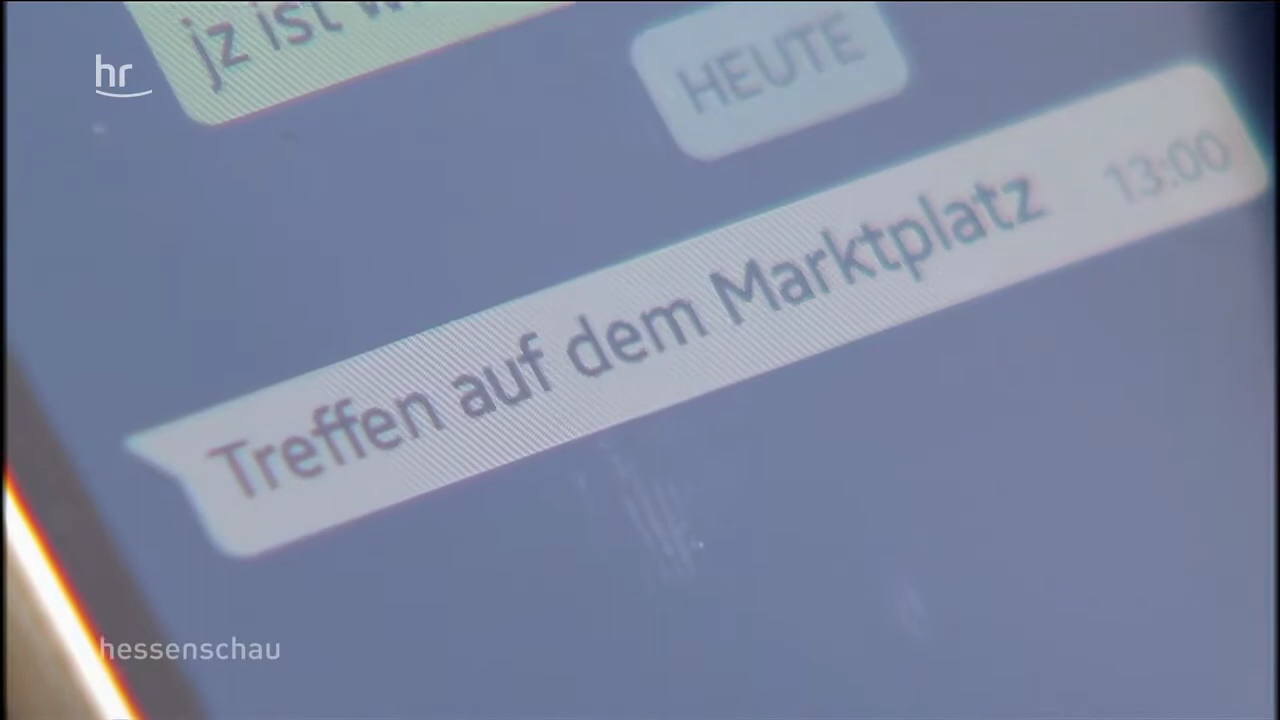 jz ist
hr
HEUTE
Treffen auf dem Marktplatz 13:00
hessenschau